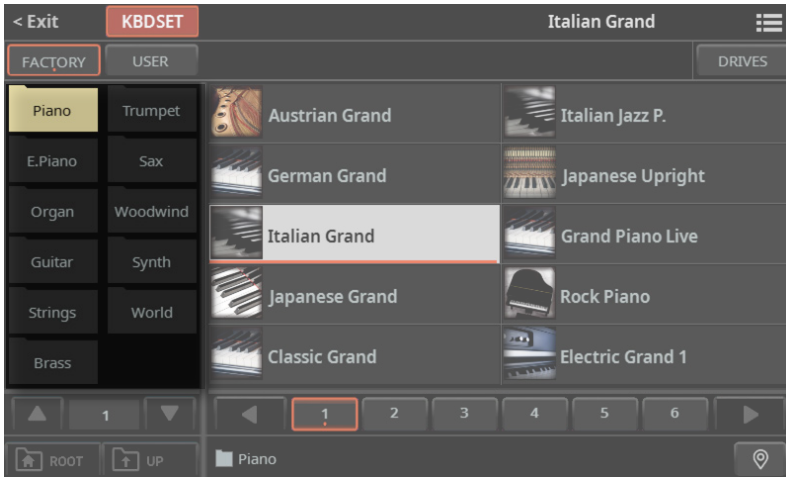 < Exit KBDSET Italian Grand
FACTORY USER DRIVES
Piano Trumpet
E.Piano Sax
Organ Woodwind
Guitar Synth
Strings World
Brass
Austrian Grand Italian Jazz P.
German Grand Japanese Upright
Italian Grand Grand Piano Live
Japanese Grand Rock Piano
Classic Grand Electric Grand 1
1 1 2 3 4 5 6
ROOT UP Piano